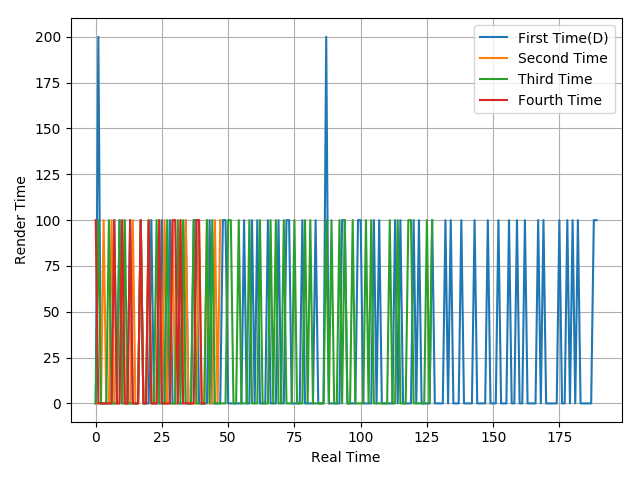 200
175
150
125
100
75
50
25
0
Render Time
First Time(D)
Second Time
Third Time
Fourth Time
0 25 50 75 100 125 150 175
Real Time